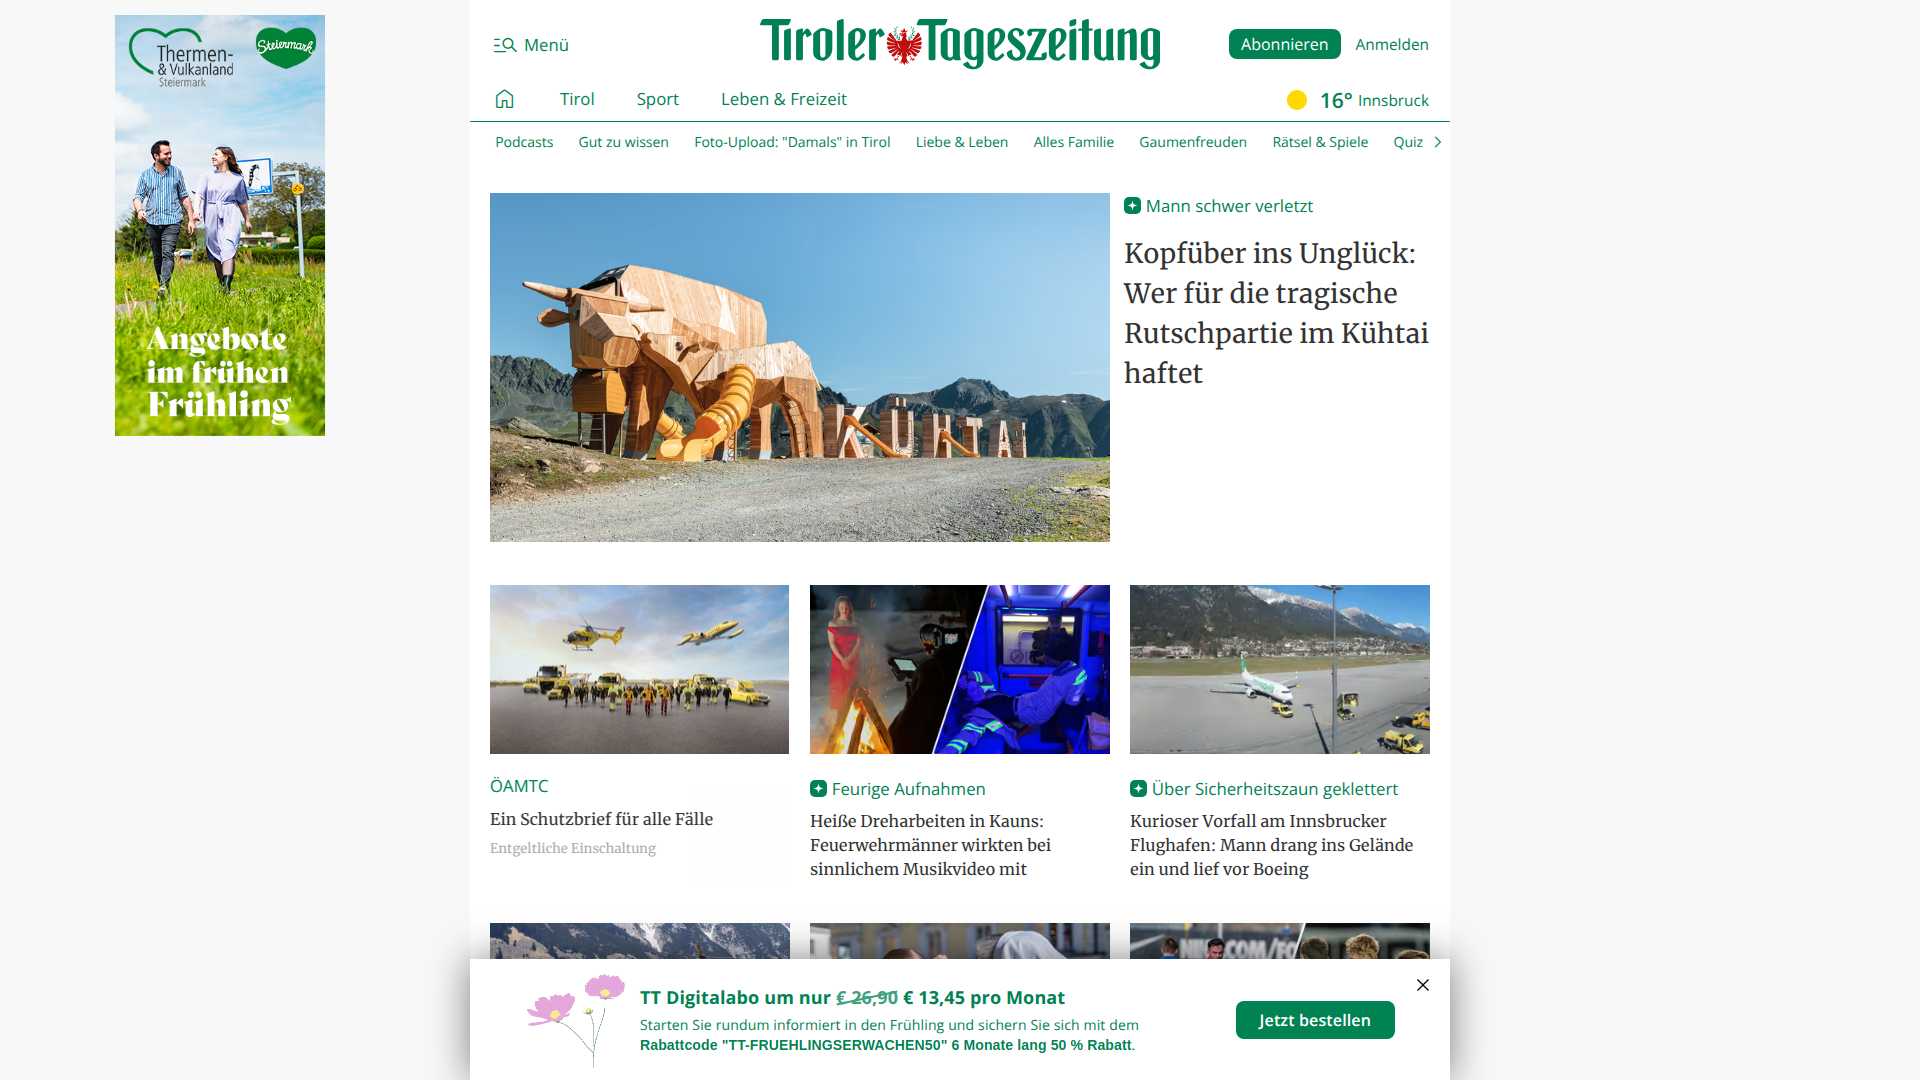 Thermen-
& Vulkanland
Steiermark
Steiermark
Angebote
im frühen
Frühling
Menü
Tiroler Tageszeitung
Abonnieren
Anmelden
Tirol
Sport
Leben & Freizeit
16° Innsbruck
Podcasts
Gut zu wissen
Foto-Upload: "Damals" in Tirol
Liebe & Leben
Alles Familie
Gaumenfreuden
Rätsel & Spiele
Quiz
KÜHTAI
Mann schwer verletzt
Kopfüber ins Unglück:
Wer für die tragische
Rutschpartie im Kühtai
haftet
ÖAMTC
Ein Schutzbrief für alle Fälle
Entgeltliche Einschaltung
Feurige Aufnahmen
Heiße Dreharbeiten in Kauns:
Feuerwehrmänner wirkten bei
sinnlichem Musikvideo mit
Über Sicherheitszaun geklettert
Kurioser Vorfall am Innsbrucker
Flughafen: Mann drang ins Gelände
ein und lief vor Boeing
TT Digitalabo um nur € 26,90 € 13,45 pro Monat
Starten Sie rundum informiert in den Frühling und sichern Sie sich mit dem
Rabattcode "TT-FRUEHLINGSERWACHEN50" 6 Monate lang 50 % Rabatt.
Jetzt bestellen